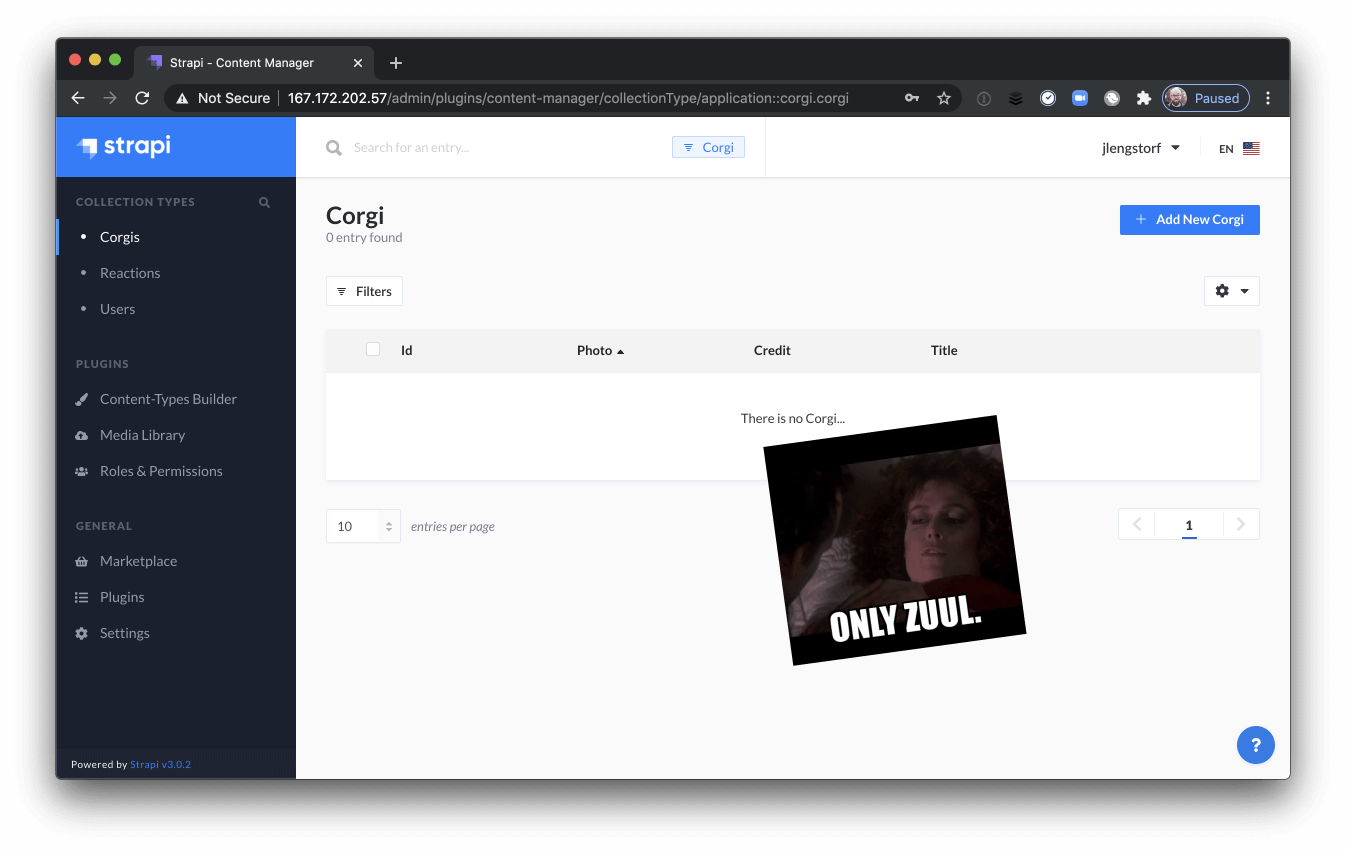 Strapi - Content Manager
Not Secure
167.172.202.57/admin/plugins/content-manager/collectionType/application::corgi.corgi
Paused
strapi
Search for an entry...
Corgi
jlengstorf
EN
COLLECTION TYPES
Corgis
Reactions
Users
PLUGINS
Content-Types Builder
Media Library
Roles & Permissions
GENERAL
Marketplace
Plugins
Settings
Powered by Strapi v3.0.2
Corgi
0 entry found
+ Add New Corgi
Filters
Id Photo Credit Title
There is no Corgi...
ONLY ZUUL.
10 entries per page
1
?